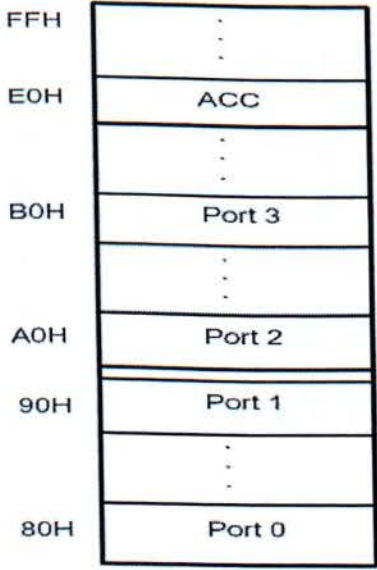 FFH
E0H ACC
B0H Port 3
A0H Port 2
90H Port 1
80H Port 0